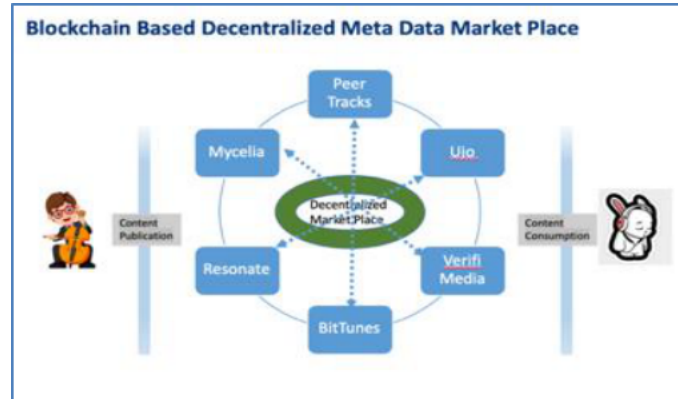 Blockchain Based Decentralized Meta Data Market Place
Peer
Tracks
Mycelia
Ujo
Decentralized
Market Place
Content
Publication
Content
Consumption
Resonate
Verifi
Media
BitTunes